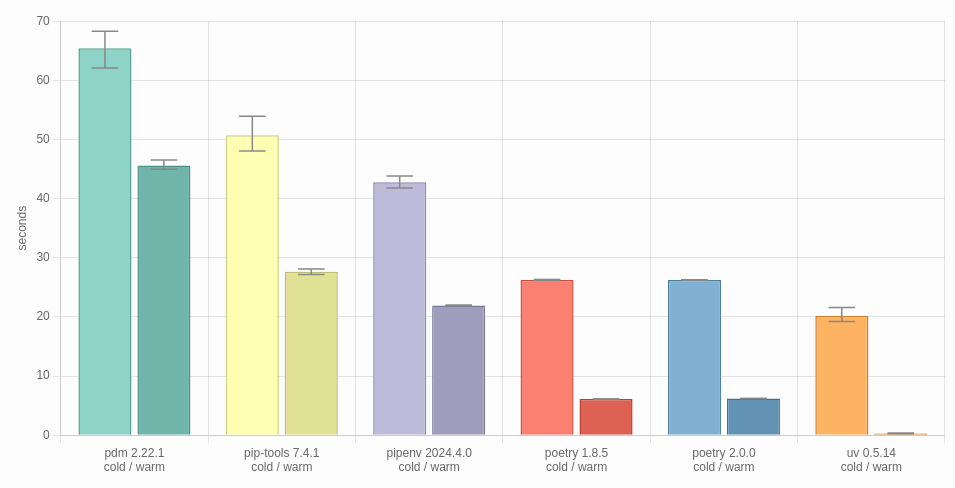 70
60
50
40
30
20
10
0
seconds
pdm 2.22.1
cold / warm
pip-tools 7.4.1
cold / warm
pipenv 2024.4.0
cold / warm
poetry 1.8.5
cold / warm
poetry 2.0.0
cold / warm
uv 0.5.14
cold / warm